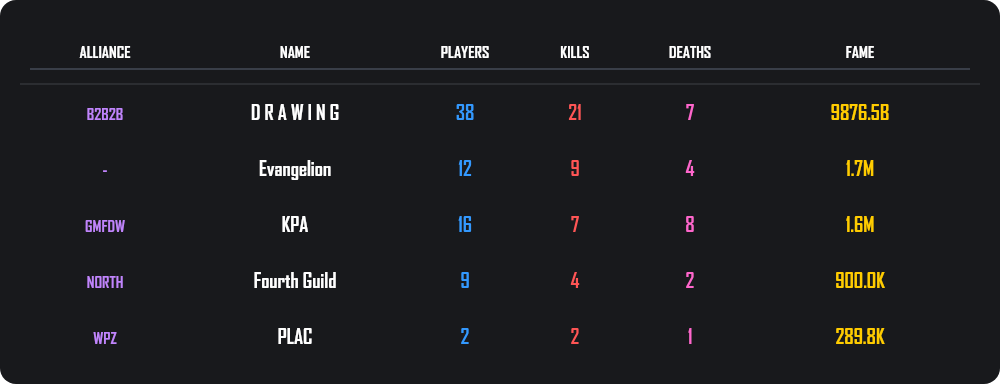 ALLIANCE NAME PLAYERS KILLS DEATHS FAME
B2B2B D R A W I N G 38 21 7 9876.5B
- Evangelion 12 9 4 1.7M
GMFDW KPA 16 7 8 1.6M
NORTH Fourth Guild 9 4 2 900.0K
WPZ PLAC 2 2 1 289.8K